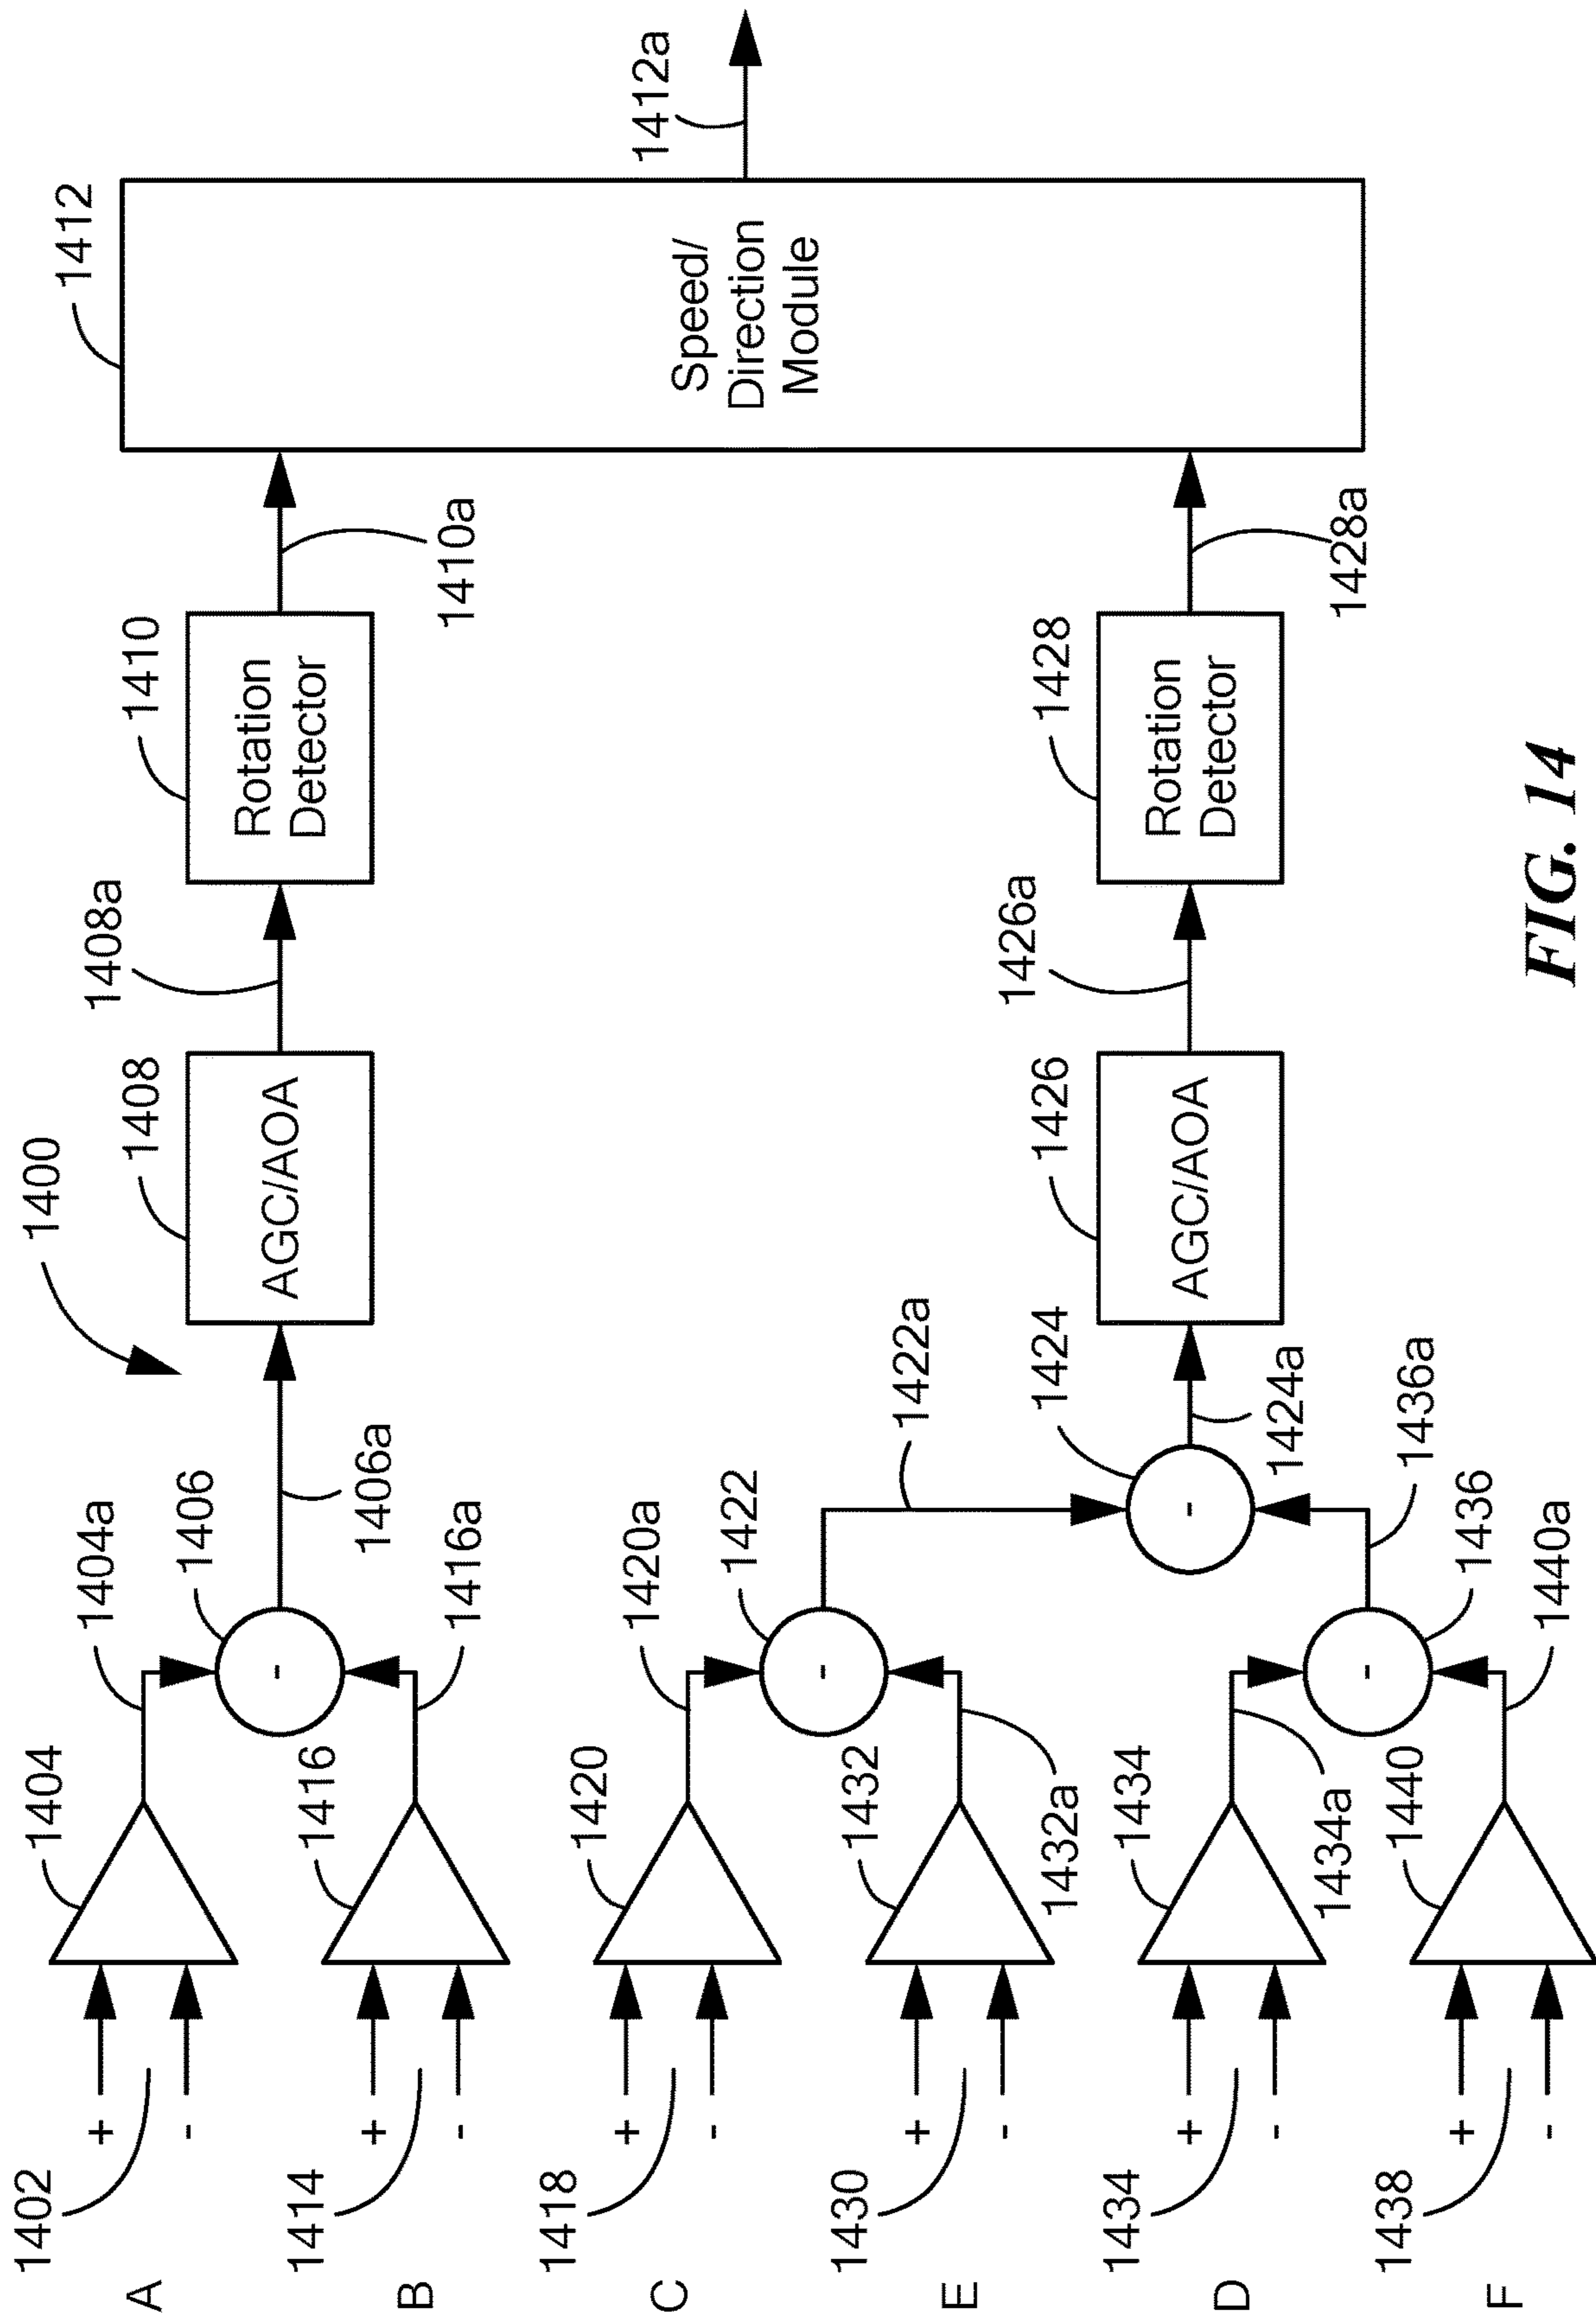 1400
1402
A
+
-
1404
1404a
1406
-
1406a
1408
AGC/AOA
1408a
1410
Rotation
Detector
1410a
1412
Speed/
Direction
Module
1412a
1414
B
+
-
1416
1416a
1418
C
+
-
1420
1420a
1422
-
1422a
1424
-
1424a
1426
AGC/AOA
1426a
1428
Rotation
Detector
1428a
1430
E
+
-
1432
1432a
1434
D
+
-
1434
1434a
1436
-
1436a
1438
F
+
-
1440
1440a
FIG. 14